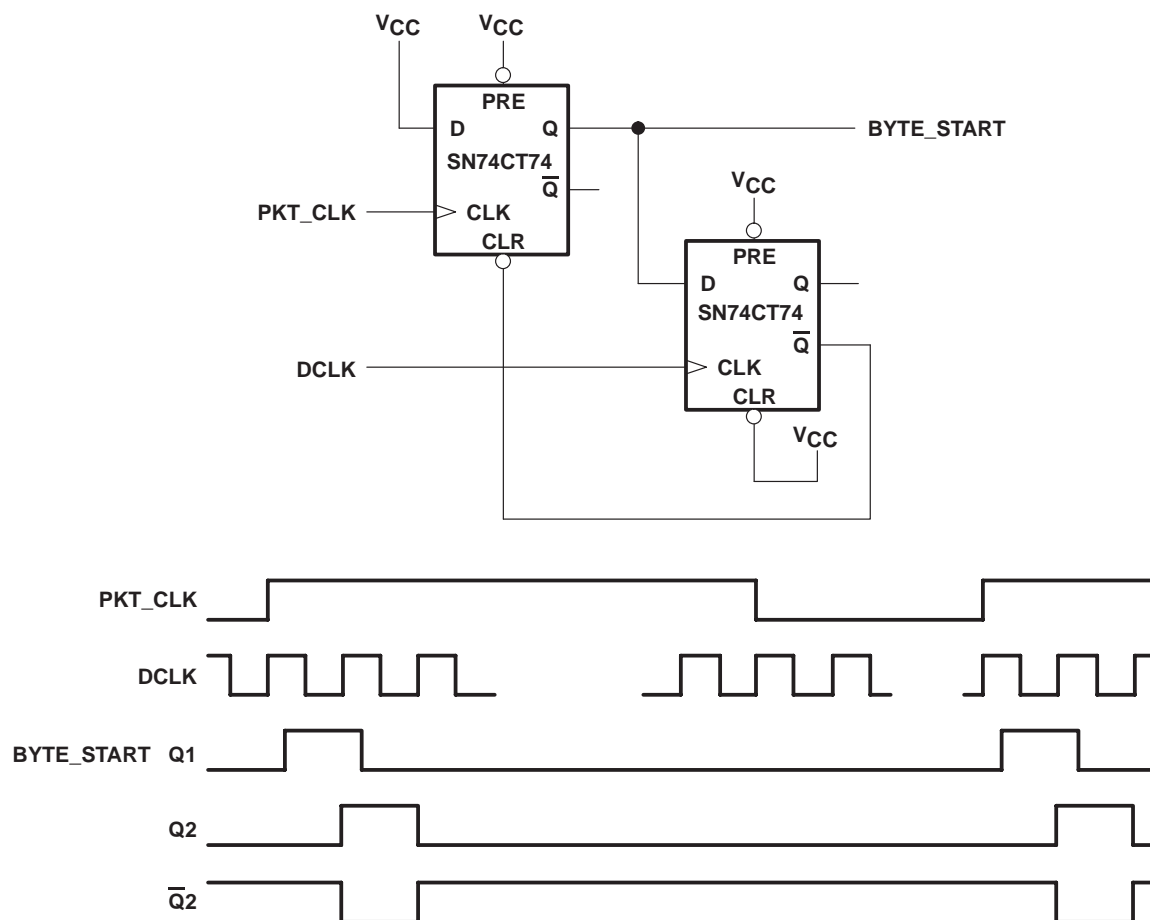 VCC VCC
PRE
D Q BYTE_START
SN74CT74
Q̅
VCC
PKT_CLK CLK
CLR
PRE
D Q
SN74CT74
Q̅
DCLK CLK
CLR
VCC
PKT_CLK
DCLK
BYTE_START Q1
Q2
Q̅2